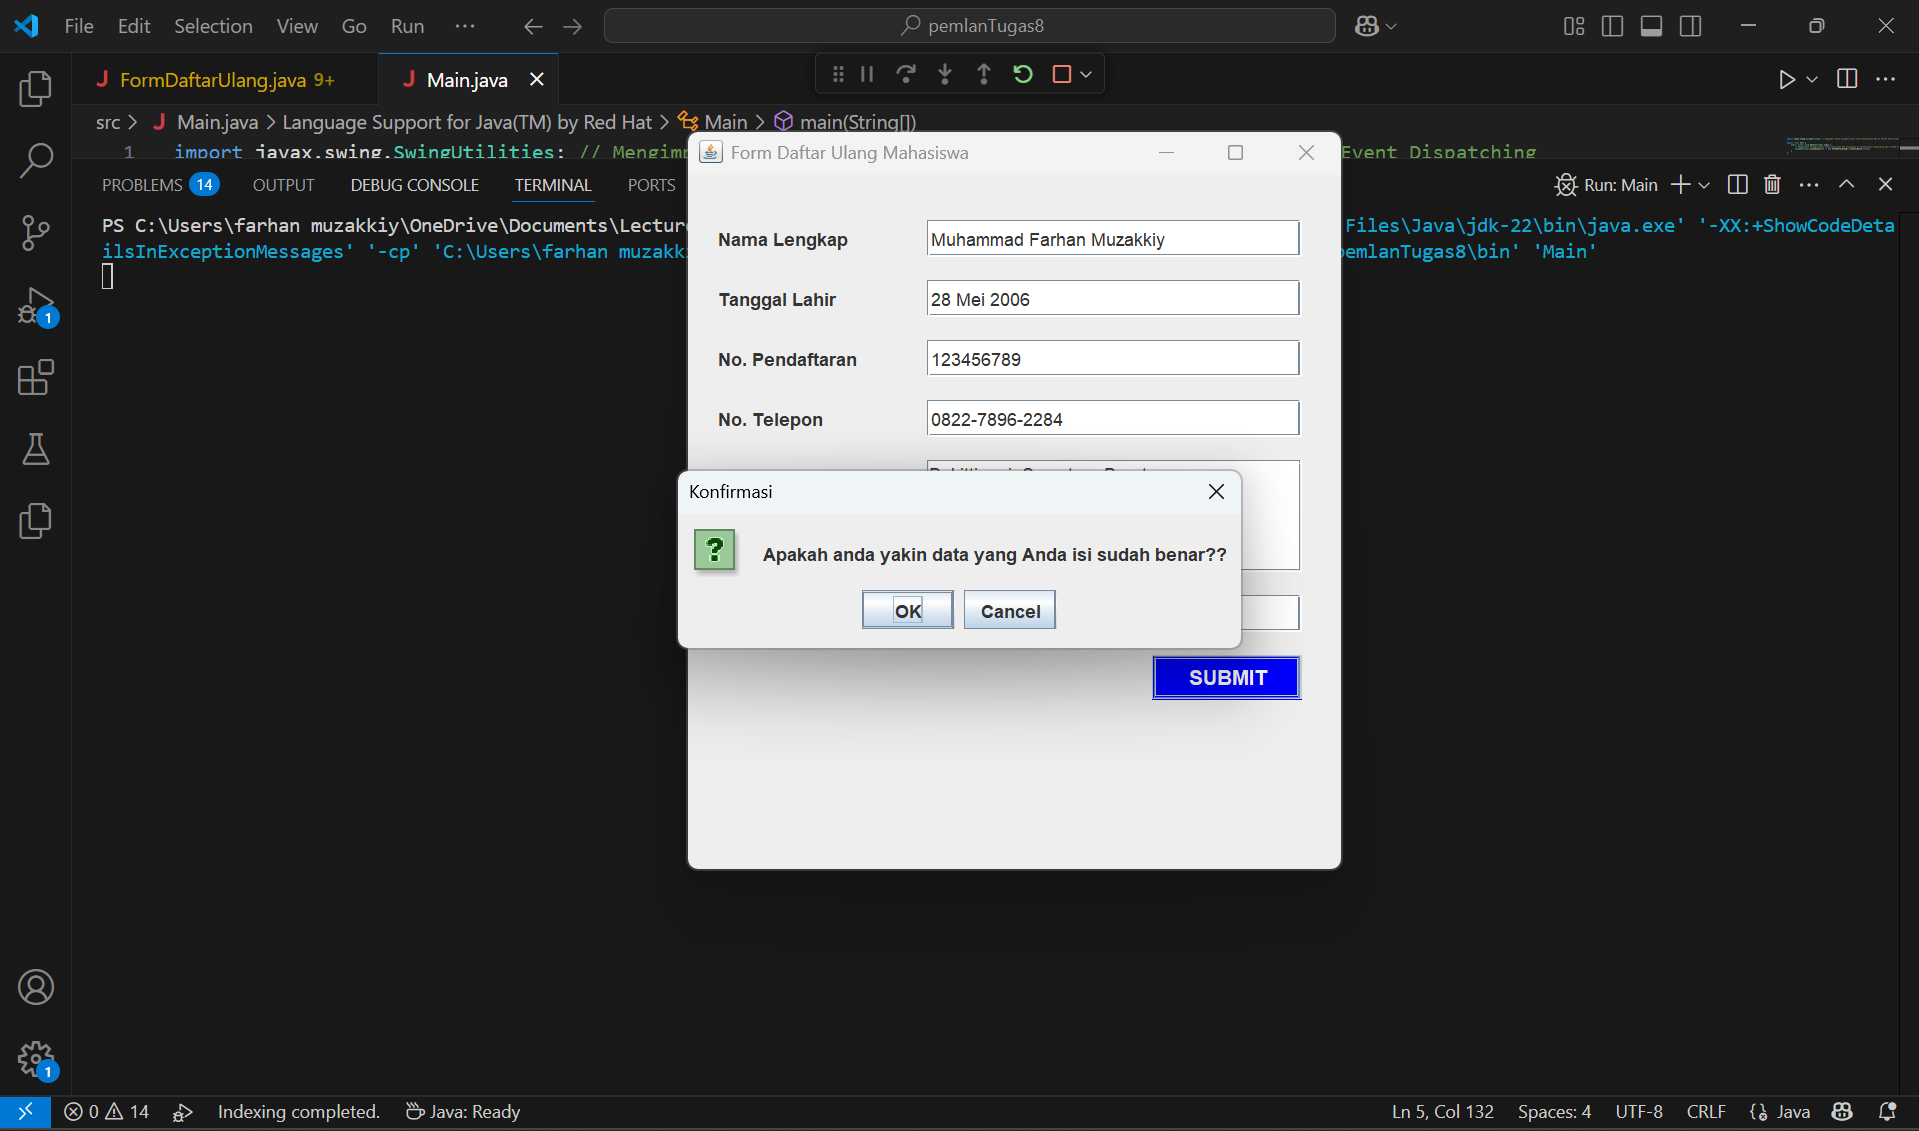 File Edit Selection View Go Run ··· pemlanTugas8
FormDaftarUlang.java 9+ Main.java
src > Main.java > Language Support for Java(TM) by Red Hat > Main > main(String[])
1 import javax.swing.SwingUtilities; // Event Dispatching
PROBLEMS 14 OUTPUT DEBUG CONSOLE TERMINAL PORTS Run: Main
PS C:\Users\farhan muzakkiy\OneDrive\Documents\Lectur Files\Java\jdk-22\bin\java.exe' '-XX:+ShowCodeDeta
ilsInExceptionMessages' '-cp' 'C:\Users\farhan muzakk emlanTugas8\bin' 'Main'
Form Daftar Ulang Mahasiswa
Nama Lengkap Muhammad Farhan Muzakkiy
Tanggal Lahir 28 Mei 2006
No. Pendaftaran 123456789
No. Telepon 0822-7896-2284
Konfirmasi
Apakah anda yakin data yang Anda isi sudah benar??
OK Cancel
SUBMIT
1
1
0 14 Indexing completed. Java: Ready Ln 5, Col 132 Spaces: 4 UTF-8 CRLF Java